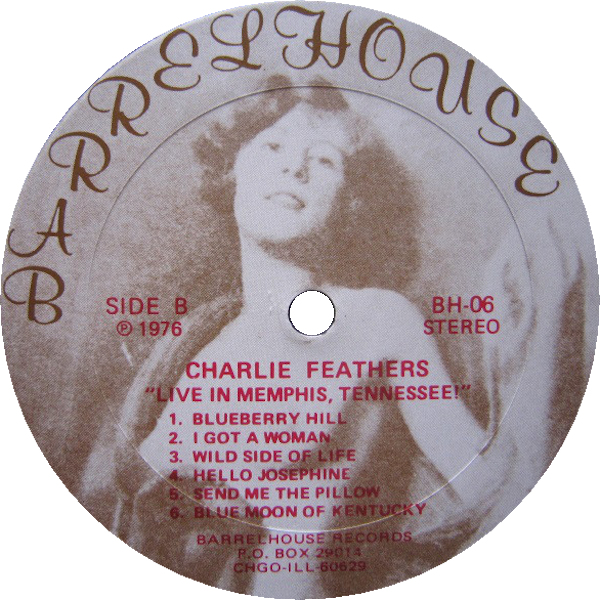 BARRELHOUSE
SIDE B
℗ 1976
BH-06
STEREO
CHARLIE FEATHERS
"LIVE IN MEMPHIS, TENNESSEE!"
1. BLUEBERRY HILL
2. I GOT A WOMAN
3. WILD SIDE OF LIFE
4. HELLO JOSEPHINE
5. SEND ME THE PILLOW
6. BLUE MOON OF KENTUCKY
BARRELHOUSE RECORDS
P.O. BOX 29014
CHGO-ILL-60629